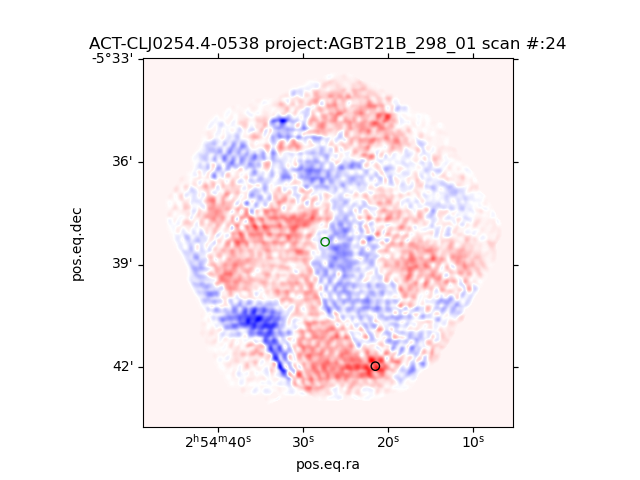 ACT-CLJ0254.4-0538 project:AGBT21B_298_01 scan #:24
-5°33'
36'
39'
42'
pos.eq.dec
2h54m40s 30s 20s 10s
pos.eq.ra